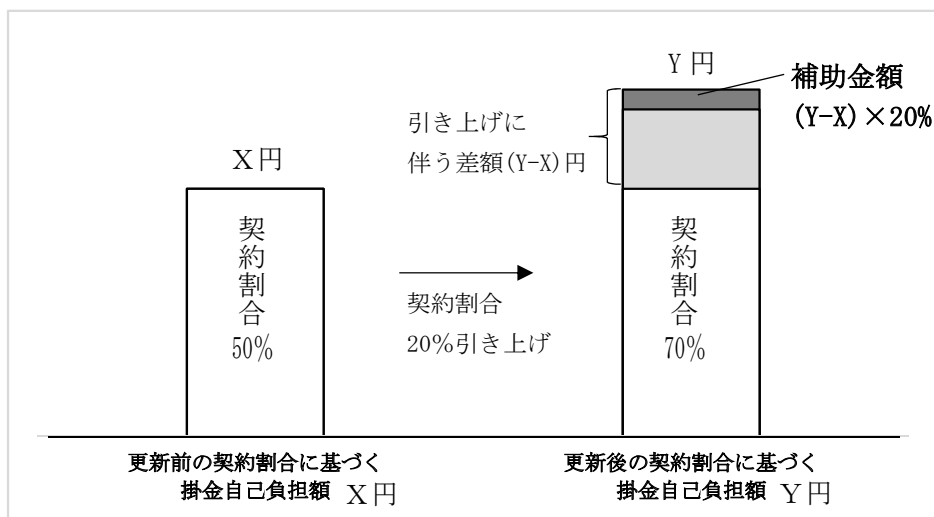 Ｘ円
契約割合
50%
更新前の契約割合に基づく
掛金自己負担額 Ｘ円
契約割合
20%引き上げ
引き上げに
伴う差額(Y-X)円
Ｙ円
補助金額
(Y-X)×20%
契約割合
70%
更新後の契約割合に基づく
掛金自己負担額 Ｙ円